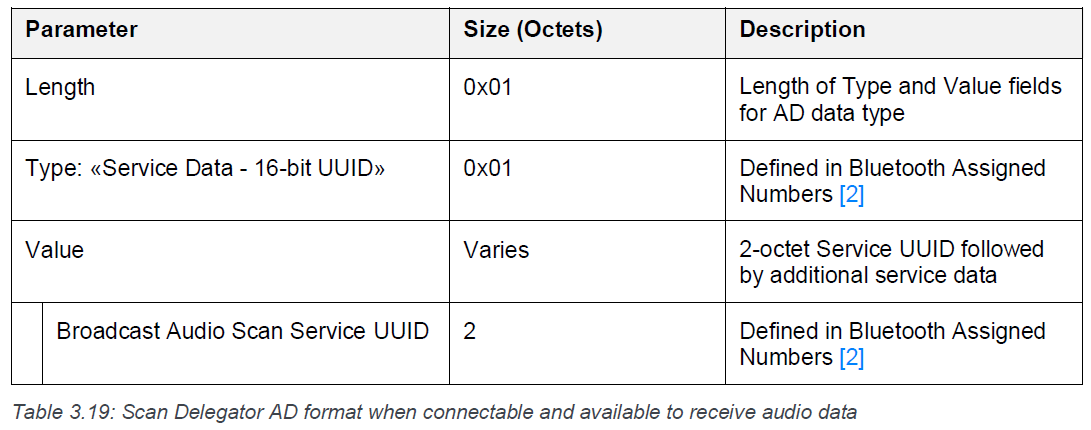 Parameter Size (Octets) Description
Length 0x01 Length of Type and Value fields
for AD data type
Type: «Service Data - 16-bit UUID» 0x01 Defined in Bluetooth Assigned
Numbers [2]
Value Varies 2-octet Service UUID followed
by additional service data
Broadcast Audio Scan Service UUID 2 Defined in Bluetooth Assigned
Numbers [2]
Table 3.19: Scan Delegator AD format when connectable and available to receive audio data